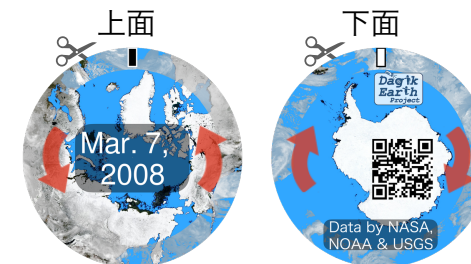 上面
下面
Mar. 7,
2008
Dagik
Earth
Project
Data by NASA,
NOAA & USGS